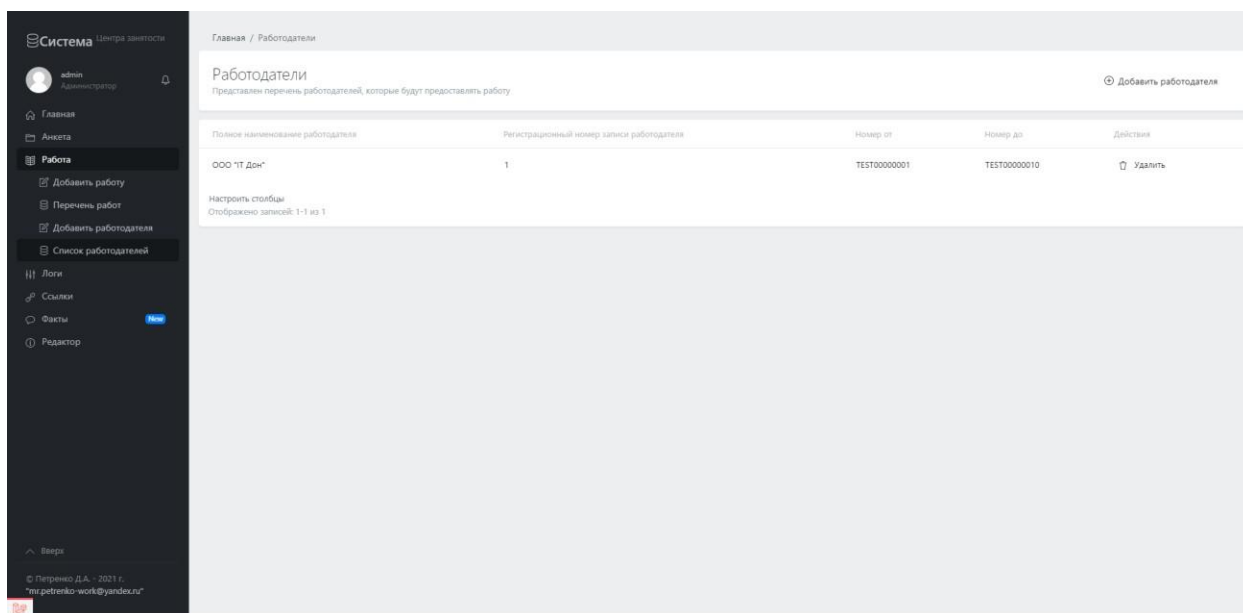 Система Центра занятости
admin
Администратор
Главная
Анкета
Работа
Добавить работу
Перечень работ
Добавить работодателя
Список работодателей
Логи
Ссылки
Факты New
Редактор
Вверх
© Петренко Д.А. - 2021 г.
"mr.petrenko-work@yandex.ru"
Главная / Работодатели
Работодатели
Представлен перечень работодателей, которые будут предоставлять работу
Добавить работодателя
Полное наименование работодателя Регистрационный номер записи работодателя Номер от Номер до Действия
ООО "IT Дон" 1 TEST00000001 TEST00000010 Удалить
Настроить столбцы
Отображено записей: 1-1 из 1